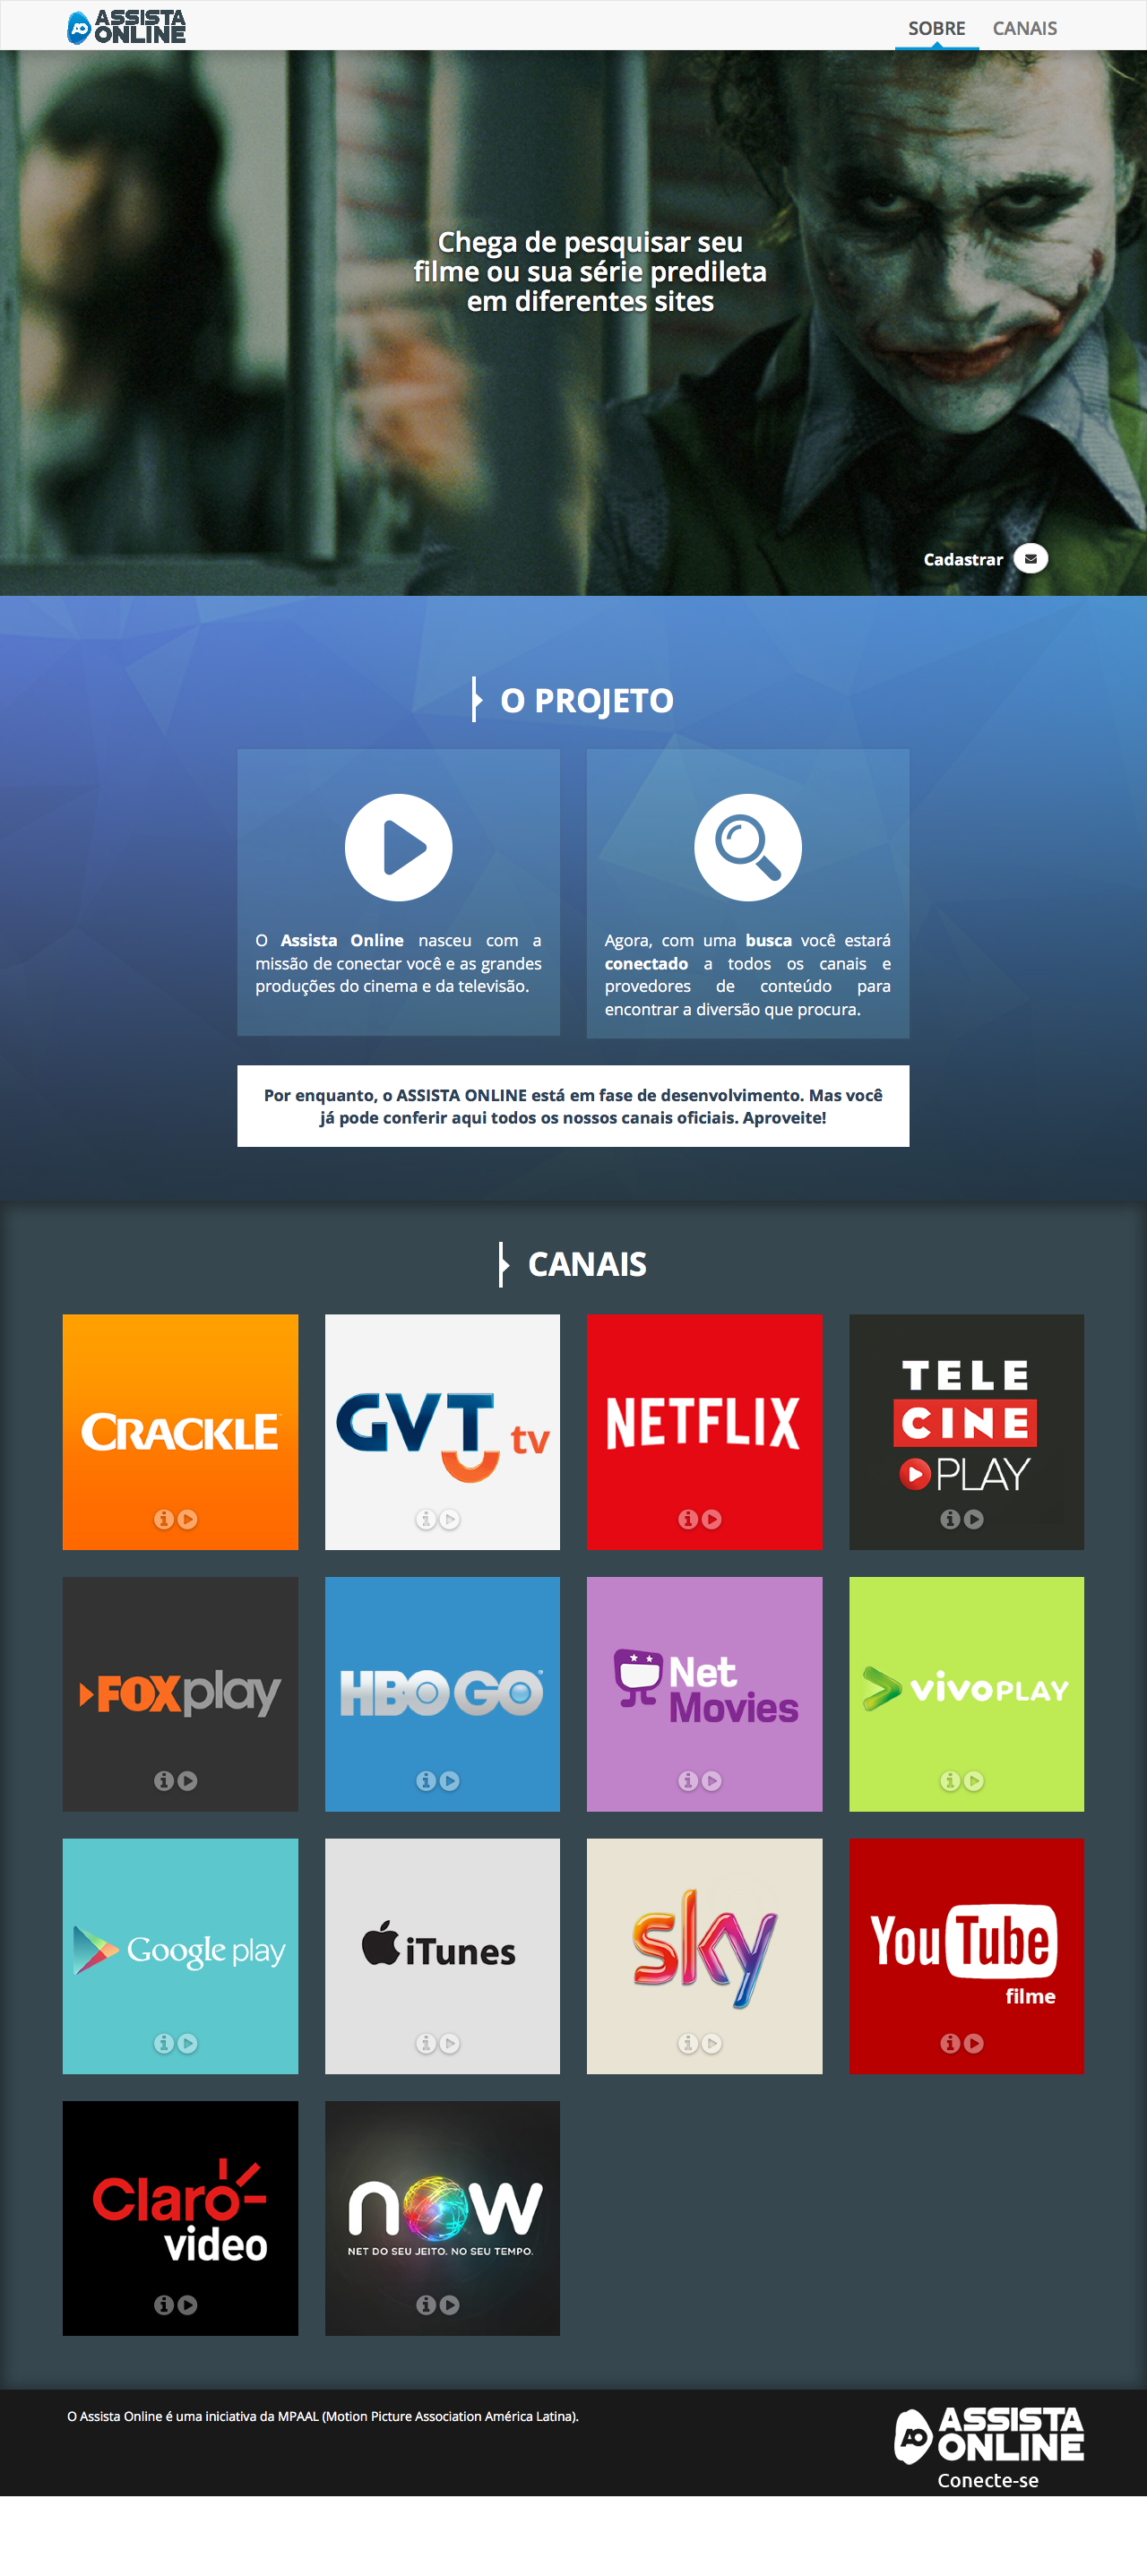 ASSISTA
ONLINE
SOBRE CANAIS
Chega de pesquisar seu
filme ou sua série predileta
em diferentes sites
Cadastrar
O PROJETO
O Assista Online nasceu com a
missão de conectar você e as grandes
produções do cinema e da televisão.
Agora, com uma busca você estará
conectado a todos os canais e
provedores de conteúdo para
encontrar a diversão que procura.
Por enquanto, o ASSISTA ONLINE está em fase de desenvolvimento. Mas você
já pode conferir aqui todos os nossos canais oficiais. Aproveite!
CANAIS
CRACKLE
GVT tv
NETFLIX
TELE
CINE
PLAY
FOXplay
HBO GO
Net
Movies
vivo PLAY
Google play
iTunes
sky
YouTube
filme
Claro
video
now
NET DO SEU JEITO. NO SEU TEMPO.
O Assista Online é uma iniciativa da MPAAL (Motion Picture Association América Latina).
AO ASSISTA
ONLINE
Conecte-se